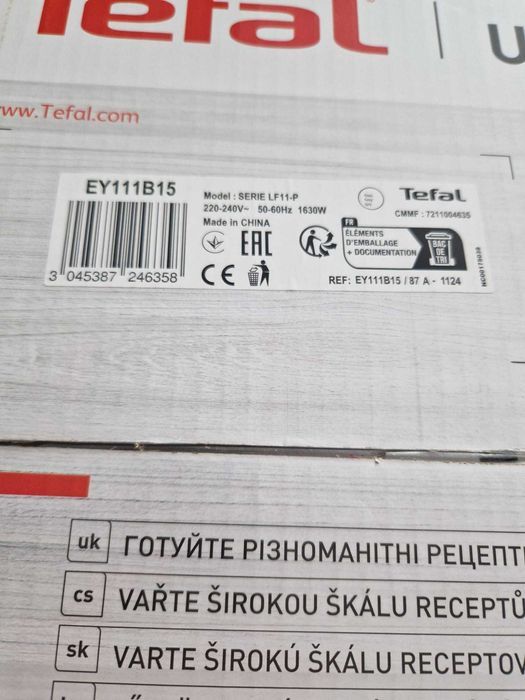 Tefal
www.Tefal.com
EY111B15
3 045387 246358
Model : SERIE LF11-P
220-240V~ 50-60Hz 1630W
Made in CHINA
EAC
CE
Tefal
CMMF : 7211004635
FR
ÉLÉMENTS
D'EMBALLAGE
+ DOCUMENTATION
BAC
DE
TRI
REF: EY111B15 / 87 A - 1124
uk ГОТУЙТЕ РІЗНОМАНІТНІ
cs VAŘTE ŠIROKOU ŠKÁLU RECEPTŮ
sk VARTE ŠIROKÚ ŠKÁLU RECEPTOV